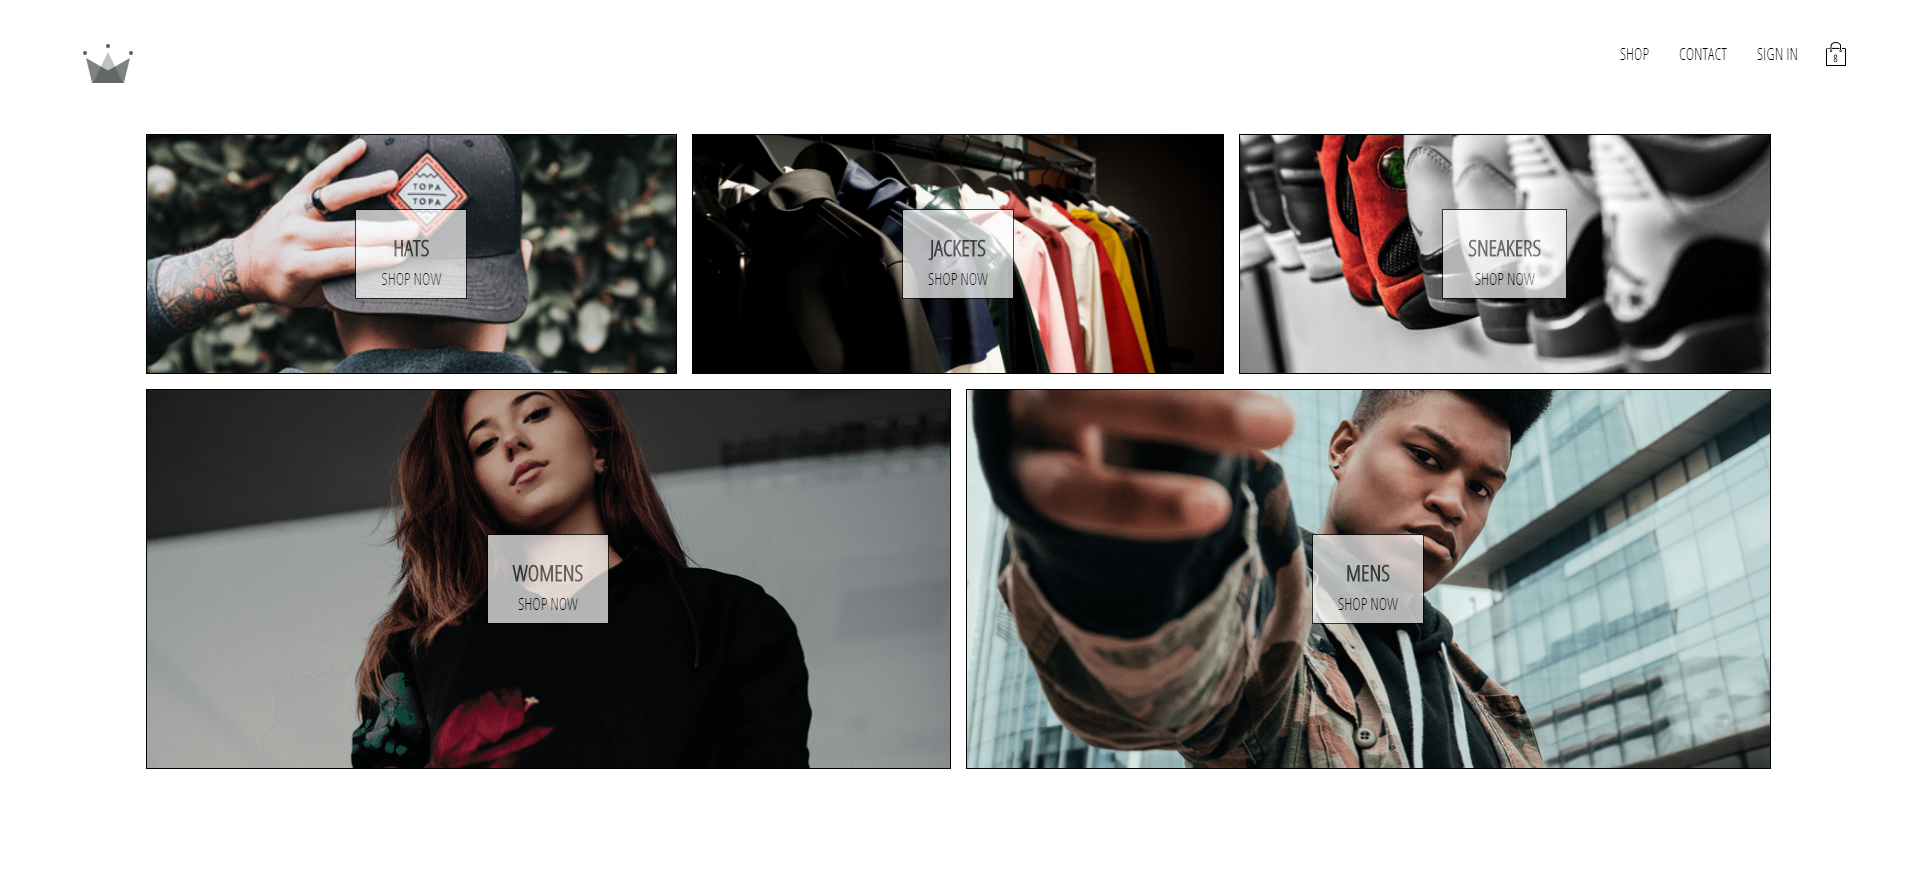 SHOP
CONTACT
SIGN IN
8
TOPA
TOPA
HATS
SHOP NOW
JACKETS
SHOP NOW
SNEAKERS
SHOP NOW
WOMENS
SHOP NOW
MENS
SHOP NOW